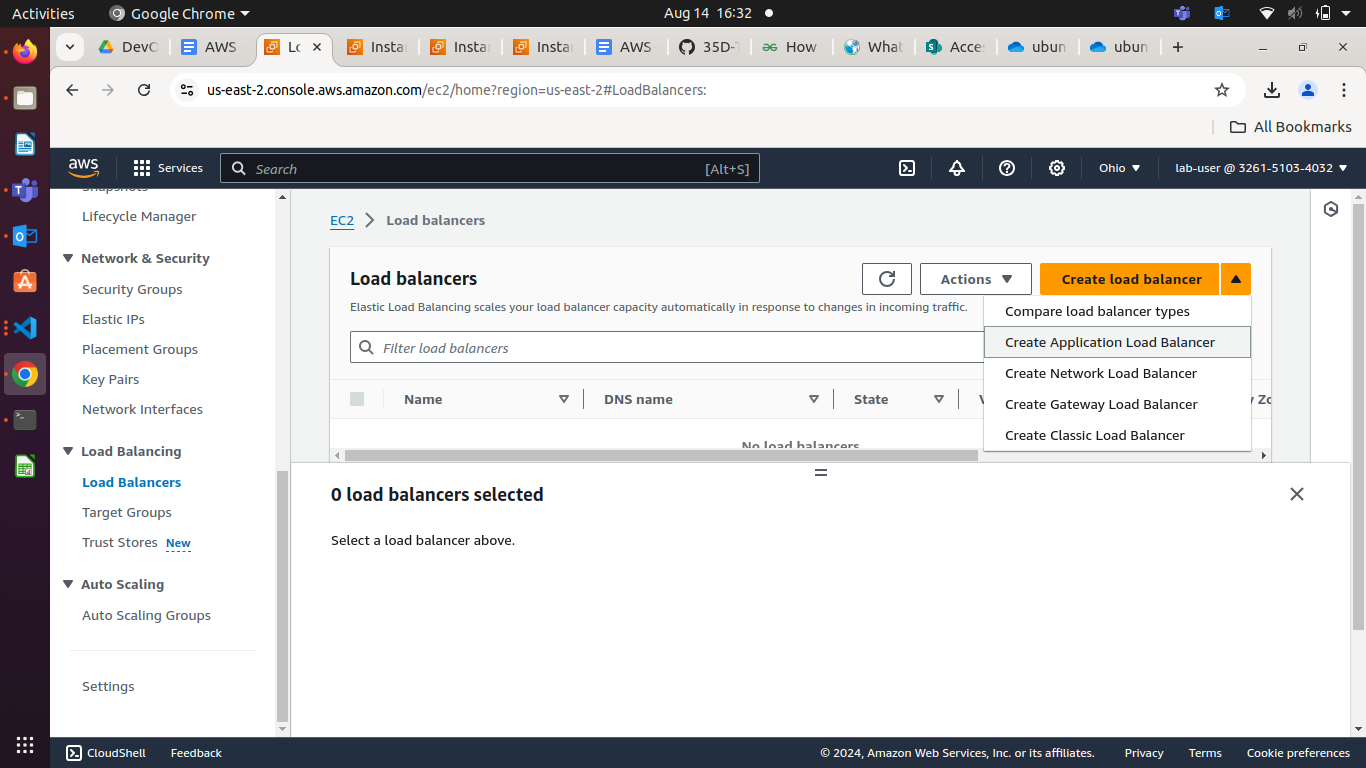 Activities
Google Chrome
Aug 14 16:32
DevO
AWS
Lo
Insta
Insta
Insta
AWS
35D-
How
What
Acces
ubun
ubun
us-east-2.console.aws.amazon.com/ec2/home?region=us-east-2#LoadBalancers:
All Bookmarks
aws
Services
Search
[Alt+S]
Ohio
lab-user @ 3261-5103-4032
Snapshots
Lifecycle Manager
Network & Security
Security Groups
Elastic IPs
Placement Groups
Key Pairs
Network Interfaces
Load Balancing
Load Balancers
Target Groups
Trust Stores New
Auto Scaling
Auto Scaling Groups
Settings
EC2 > Load balancers
Load balancers
Actions
Create load balancer
Elastic Load Balancing scales your load balancer capacity automatically in response to changes in incoming traffic.
Compare load balancer types
Create Application Load Balancer
Create Network Load Balancer
Create Gateway Load Balancer
Create Classic Load Balancer
Filter load balancers
Name
DNS name
State
No load balancers
0 load balancers selected
Select a load balancer above.
CloudShell
Feedback
© 2024, Amazon Web Services, Inc. or its affiliates.
Privacy
Terms
Cookie preferences